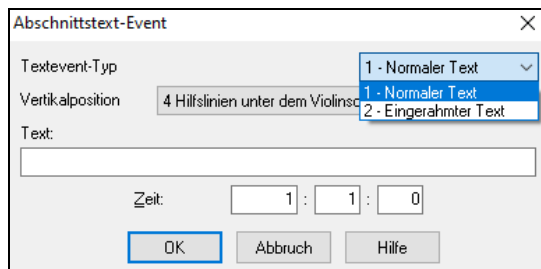 Abschnittstext-Event
Textevent-Typ 1 - Normaler Text
Vertikalposition 4 Hilfslinien unter dem Violinsc
1 - Normaler Text
2 - Eingerahmter Text
Text:
Zeit: 1 : 1 : 0
OK Abbruch Hilfe